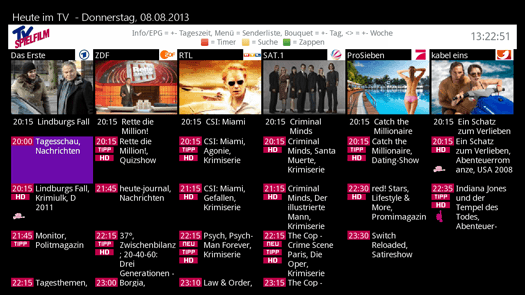 Heute im TV - Donnerstag, 08.08.2013
TV
SPIELFILM
Info/EPG = +- Tageszeit, Menü = Senderliste, Bouquet = +- Tag, <> = +- Woche
= Timer = Suche = Zappen
13:22:51
Das Erste
ZDF
RTL
SAT.1
ProSieben
kabel eins
20:15 Lindburgs Fall
20:00 Tagesschau,
Nachrichten
20:15 Lindburgs Fall,
HD Krimiulk, D
2011
21:45 Monitor,
TIPP Politmagazin
22:15 Tagesthemen,
20:15 Rette die
Million!
20:15 Rette die
TIPP Million!,
HD Quizshow
21:45 heute-journal,
Nachrichten
22:15 37°,
TIPP Zwischenbilanz
HD ; 20-40-60:
Drei
Generationen -
23:00 Borgia,
20:15 CSI: Miami
20:15 CSI: Miami,
TIPP Agonie,
HD Krimiserie
21:15 CSI: Miami,
HD Gefallen,
Krimiserie
22:15 Psych, Psych-
NEU Man Forever,
HD Krimiserie
23:10 Law & Order,
20:15 Criminal
Minds
20:15 Criminal
HD Minds, Santa
Muerte,
Krimiserie
21:15 Criminal
HD Minds, Der
illustrierte
Mann,
Krimiserie
22:15 The Cop -
NEU Crime Scene
TIPP Paris, Die
HD Oper,
Krimiserie
23:15 The Cop -
20:15 Catch the
Millionaire
20:15 Catch the
TIPP Millionaire,
HD Dating-Show
22:30 red! Stars,
HD Lifestyle &
More,
Promimagazin
23:30 Switch
Reloaded,
Satireshow
20:15 Ein Schatz
zum Verlieben
20:15 Ein Schatz
HD zum Verlieben,
Abenteuerrom
anze, USA 2008
22:35 Indiana Jones
TIPP und der
HD Tempel des
Todes,
Abenteuer-